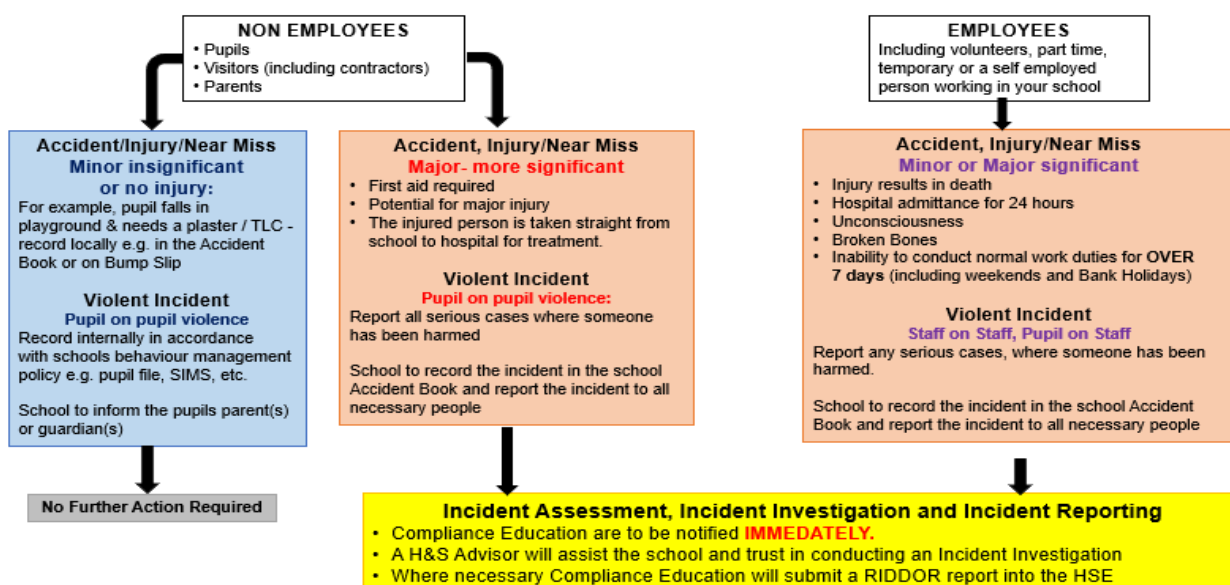 NON EMPLOYEES
• Pupils
• Visitors (including contractors)
• Parents
EMPLOYEES
Including volunteers, part time,
temporary or a self employed
person working in your school
Accident/Injury/Near Miss
Minor insignificant
or no injury:
For example, pupil falls in
playground & needs a plaster / TLC -
record locally e.g. in the Accident
Book or on Bump Slip
Violent Incident
Pupil on pupil violence
Record internally in accordance
with schools behaviour management
policy e.g. pupil file, SIMS, etc.
School to inform the pupils parent(s)
or guardian(s)
No Further Action Required
Accident, Injury/Near Miss
Major- more significant
• First aid required
• Potential for major injury
• The injured person is taken straight from
school to hospital for treatment.
Violent Incident
Pupil on pupil violence:
Report all serious cases where someone
has been harmed
School to record the incident in the school
Accident Book and report the incident to all
necessary people
Accident, Injury/Near Miss
Minor or Major significant
• Injury results in death
• Hospital admittance for 24 hours
• Unconsciousness
• Broken Bones
• Inability to conduct normal work duties for OVER
7 days (including weekends and Bank Holidays)
Violent Incident
Staff on Staff, Pupil on Staff
Report any serious cases, where someone has been
harmed.
School to record the incident in the school Accident
Book and report the incident to all necessary people
Incident Assessment, Incident Investigation and Incident Reporting
• Compliance Education are to be notified IMMEDIATELY.
• A H&S Advisor will assist the school and trust in conducting an Incident Investigation
• Where necessary Compliance Education will submit a RIDDOR report into the HSE